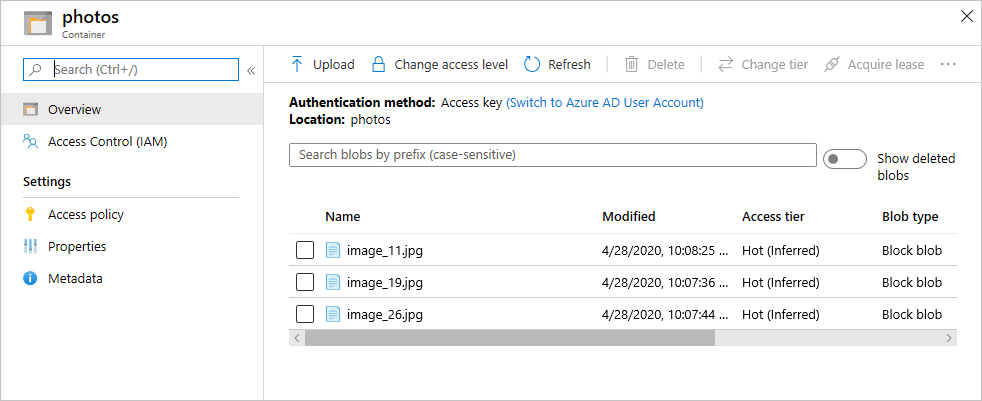 photos
Container
Search (Ctrl+/)
«
Overview
Access Control (IAM)
Settings
Access policy
Properties
Metadata
Upload Change access level Refresh Delete Change tier Acquire lease ...
Authentication method: Access key (Switch to Azure AD User Account)
Location: photos
Search blobs by prefix (case-sensitive)
Show deleted
blobs
Name Modified Access tier Blob type
image_11.jpg 4/28/2020, 10:08:25 ... Hot (Inferred) Block blob
image_19.jpg 4/28/2020, 10:07:36 ... Hot (Inferred) Block blob
image_26.jpg 4/28/2020, 10:07:44 ... Hot (Inferred) Block blob